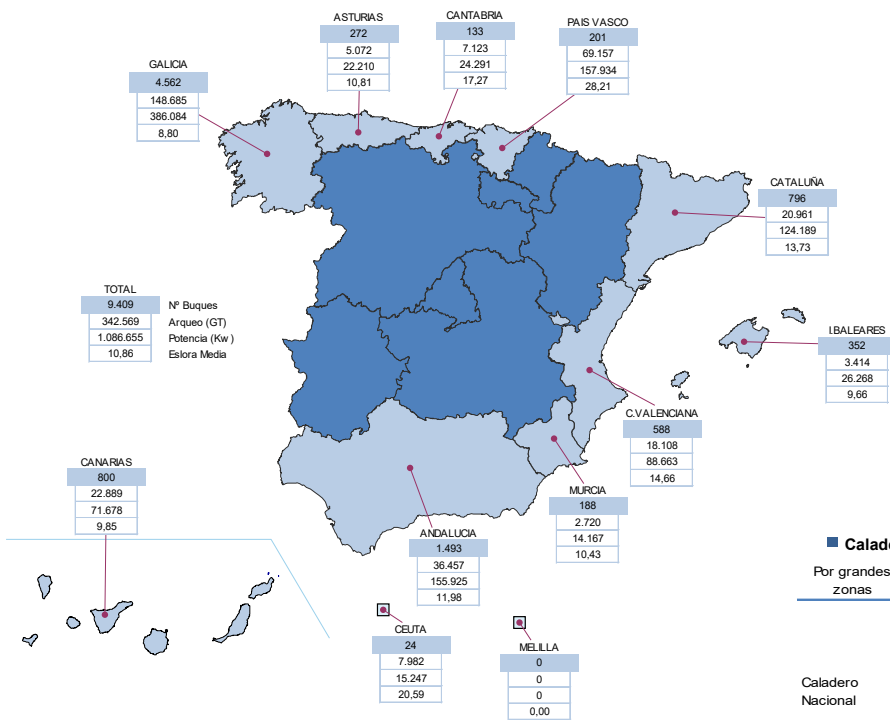 ASTURIAS
272
5.072
22.210
10,81
CANTABRIA
133
7.123
24.291
17,27
PAIS VASCO
201
69.157
157.934
28,21
GALICIA
4.562
148.685
386.084
8,80
CATALUÑA
796
20.961
124.189
13,73
TOTAL
9.409 Nº Buques
342.569 Arqueo (GT)
1.086.655 Potencia (Kw)
10,86 Eslora Media
I.BALEARES
352
3.414
26.268
9,66
C.VALENCIANA
588
18.108
88.663
14,66
CANARIAS
800
22.889
71.678
9,85
MURCIA
188
2.720
14.167
10,43
ANDALUCIA
1.493
36.457
155.925
11,98
Calade
Por grandes
zonas
CEUTA
24
7.982
15.247
20,59
MELILLA
0
0
0
0,00
Caladero
Nacional